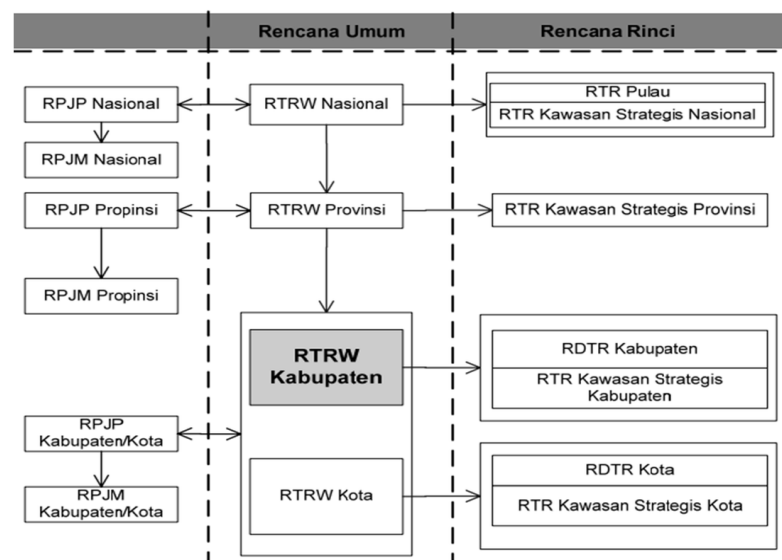 Rencana Umum
Rencana Rinci
RPJP Nasional
RTRW Nasional
RTR Pulau
RTR Kawasan Strategis Nasional
RPJM Nasional
RPJP Propinsi
RTRW Provinsi
RTR Kawasan Strategis Provinsi
RPJM Propinsi
RTRW
Kabupaten
RDTR Kabupaten
RTR Kawasan Strategis
Kabupaten
RPJP
Kabupaten/Kota
RPJM
Kabupaten/Kota
RTRW Kota
RDTR Kota
RTR Kawasan Strategis Kota